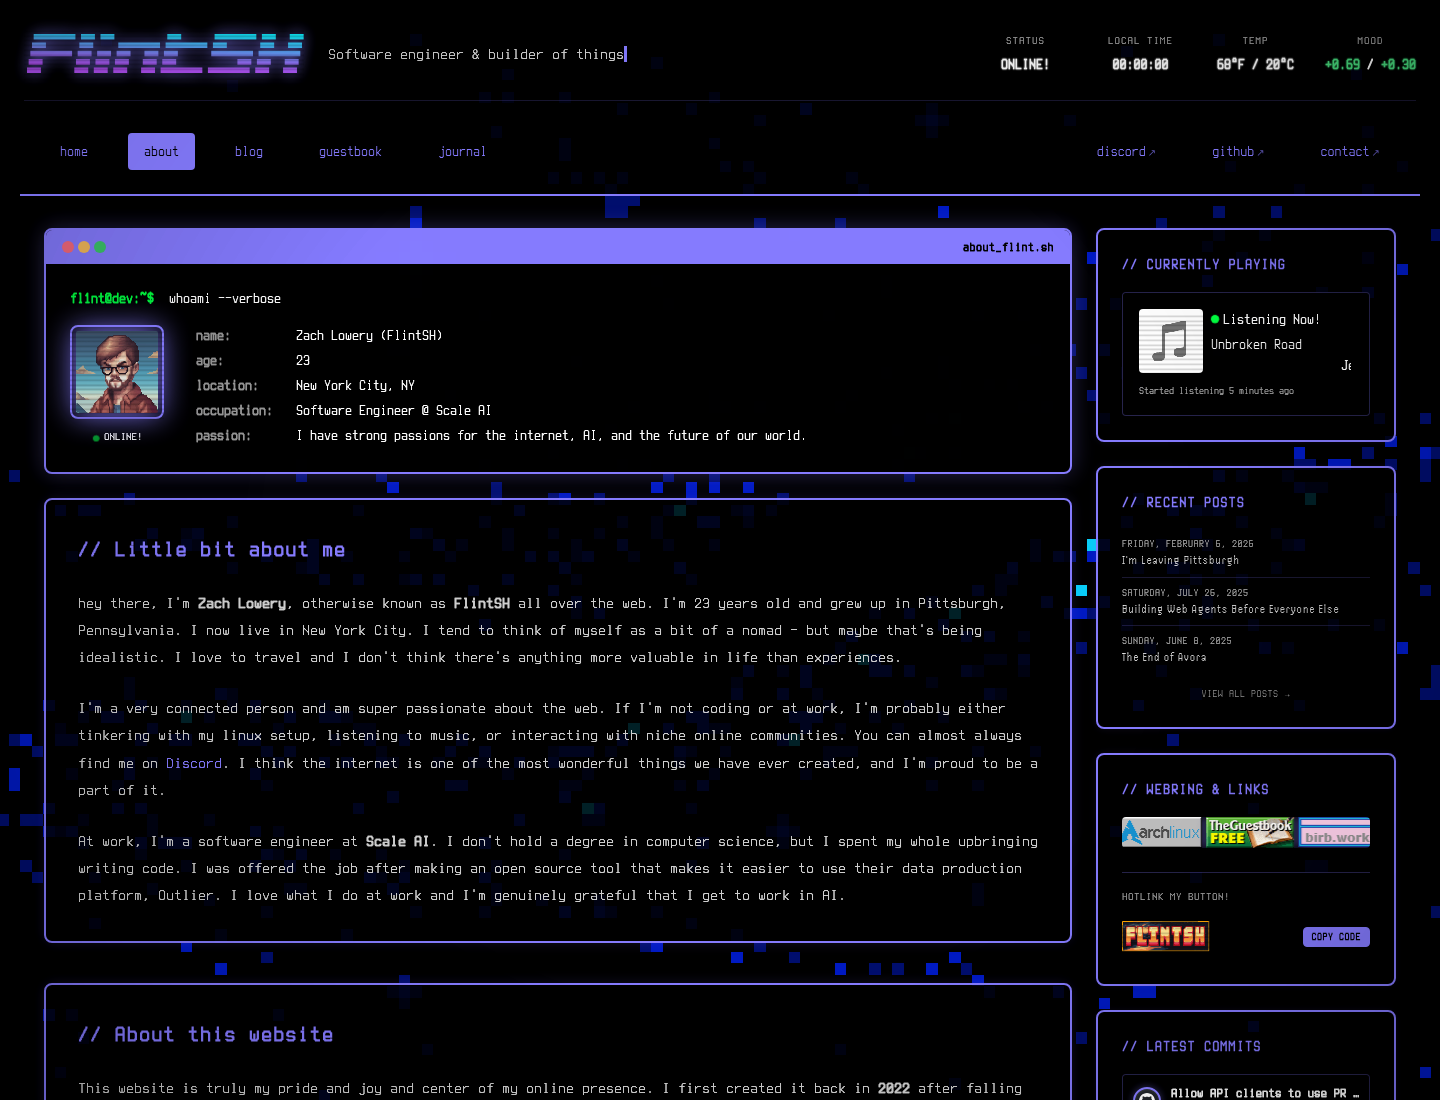 FlintSH
Software engineer & builder of things
STATUS
ONLINE!
LOCAL TIME
00:00:00
TEMP
68°F / 20°C
MOOD
+0.69 / +0.30
home
about
blog
guestbook
journal
discord↗
github↗
contact↗
about_flint.sh
fl1nt@dev:~$ whoami --verbose
name: Zach Lowery (FlintSH)
age: 23
location: New York City, NY
occupation: Software Engineer @ Scale AI
passion: I have strong passions for the internet, AI, and the future of our world.
ONLINE!
// Little bit about me
hey there, I'm Zach Lowery, otherwise known as FlintSH all over the web. I'm 23 years old and grew up in Pittsburgh,
Pennsylvania. I now live in New York City. I tend to think of myself as a bit of a nomad - but maybe that's being
idealistic. I love to travel and I don't think there's anything more valuable in life than experiences.
I'm a very connected person and am super passionate about the web. If I'm not coding or at work, I'm probably either
tinkering with my linux setup, listening to music, or interacting with niche online communities. You can almost always
find me on Discord. I think the internet is one of the most wonderful things we have ever created, and I'm proud to be a
part of it.
At work, I'm a software engineer at Scale AI. I don't hold a degree in computer science, but I spent my whole upbringing
writing code. I was offered the job after making an open source tool that makes it easier to use their data production
platform, Outlier. I love what I do at work and I'm genuinely grateful that I get to work in AI.
// About this website
This website is truly my pride and joy and center of my online presence. I first created it back in 2022 after falling
// CURRENTLY PLAYING
Listening Now!
Unbroken Road
Started listening 5 minutes ago
// RECENT POSTS
FRIDAY, FEBRUARY 6, 2026
I'm Leaving Pittsburgh
SATURDAY, JULY 26, 2025
Building Web Agents Before Everyone Else
SUNDAY, JUNE 8, 2025
The End of Avora
VIEW ALL POSTS →
// WEBRING & LINKS
archlinux
TheGuestbook
FREE
birb.work
HOTLINK MY BUTTON!
FLINTSH
COPY CODE
// LATEST COMMITS
Allow API clients to use PR …